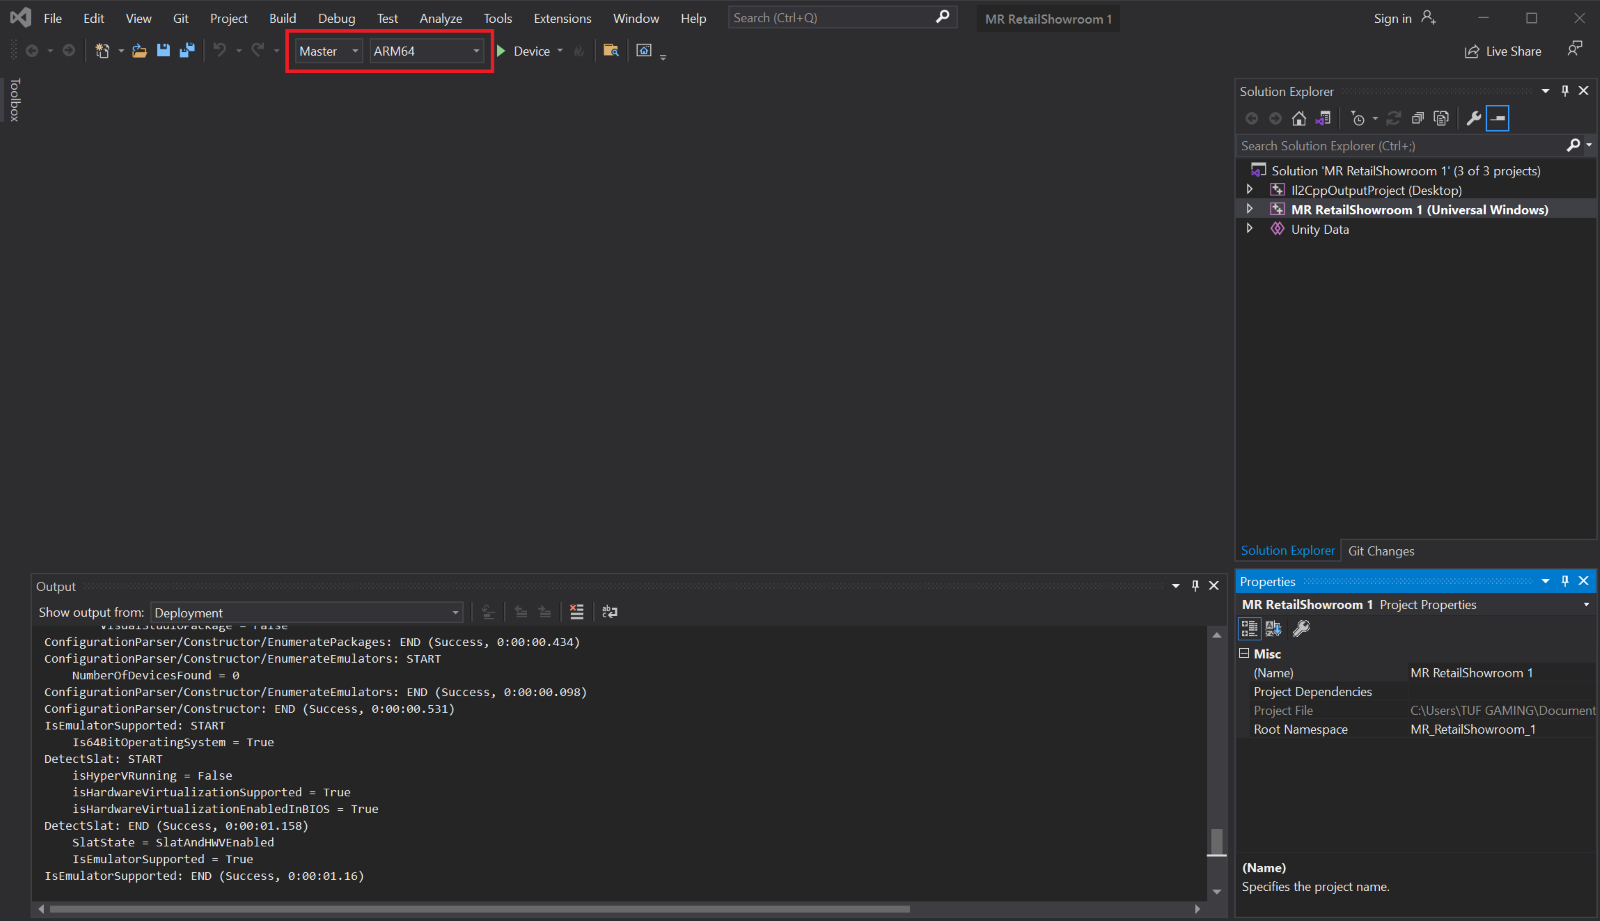 File Edit View Git Project Build Debug Test Analyze Tools Extensions Window Help Search (Ctrl+Q) MR RetailShowroom 1 Sign in
Master ARM64 Device Live Share
Toolbox
Solution Explorer
Search Solution Explorer (Ctrl+;)
Solution 'MR RetailShowroom 1' (3 of 3 projects)
Il2CppOutputProject (Desktop)
MR RetailShowroom 1 (Universal Windows)
Unity Data
Solution Explorer Git Changes
Output
Show output from: Deployment
VisualStudioPackage = False
ConfigurationParser/Constructor/EnumeratePackages: END (Success, 0:00:00.434)
ConfigurationParser/Constructor/EnumerateEmulators: START
NumberOfDevicesFound = 0
ConfigurationParser/Constructor/EnumerateEmulators: END (Success, 0:00:00.098)
ConfigurationParser/Constructor: END (Success, 0:00:00.531)
IsEmulatorSupported: START
Is64BitOperatingSystem = True
DetectSlat: START
isHyperVRunning = False
isHardwareVirtualizationSupported = True
isHardwareVirtualizationEnabledInBIOS = True
DetectSlat: END (Success, 0:00:01.158)
SlatState = SlatAndHWVEnabled
IsEmulatorSupported = True
IsEmulatorSupported: END (Success, 0:00:01.16)
Properties
MR RetailShowroom 1 Project Properties
Misc
(Name) MR RetailShowroom 1
Project Dependencies
Project File C:\Users\TUF GAMING\Document
Root Namespace MR_RetailShowroom_1
(Name)
Specifies the project name.